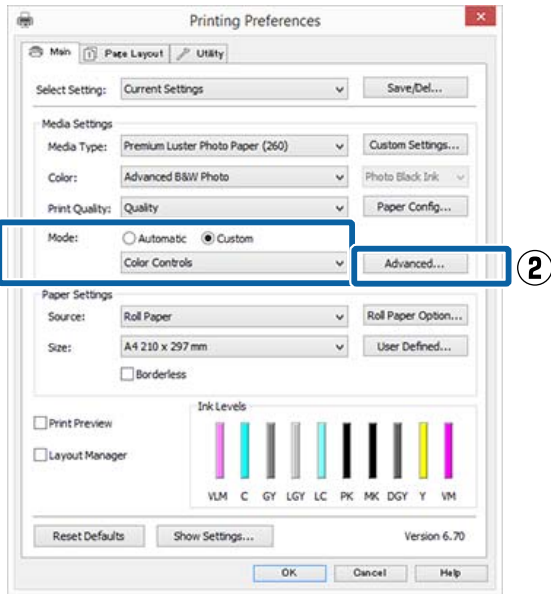 Printing Preferences
Main Page Layout Utility
Select Setting: Current Settings Save/Del...
Media Settings
Media Type: Premium Luster Photo Paper (260) Custom Settings...
Color: Advanced B&W Photo Photo Black Ink
Print Quality: Quality Paper Config...
Mode: Automatic Custom
Color Controls Advanced... 2
Paper Settings
Source: Roll Paper Roll Paper Option...
Size: A4 210 x 297 mm User Defined...
Borderless
Ink Levels
Print Preview
Layout Manager
VLM C GY LGY LC PK MK DGY Y VM
Reset Defaults Show Settings... Version 6.70
OK Cancel Help